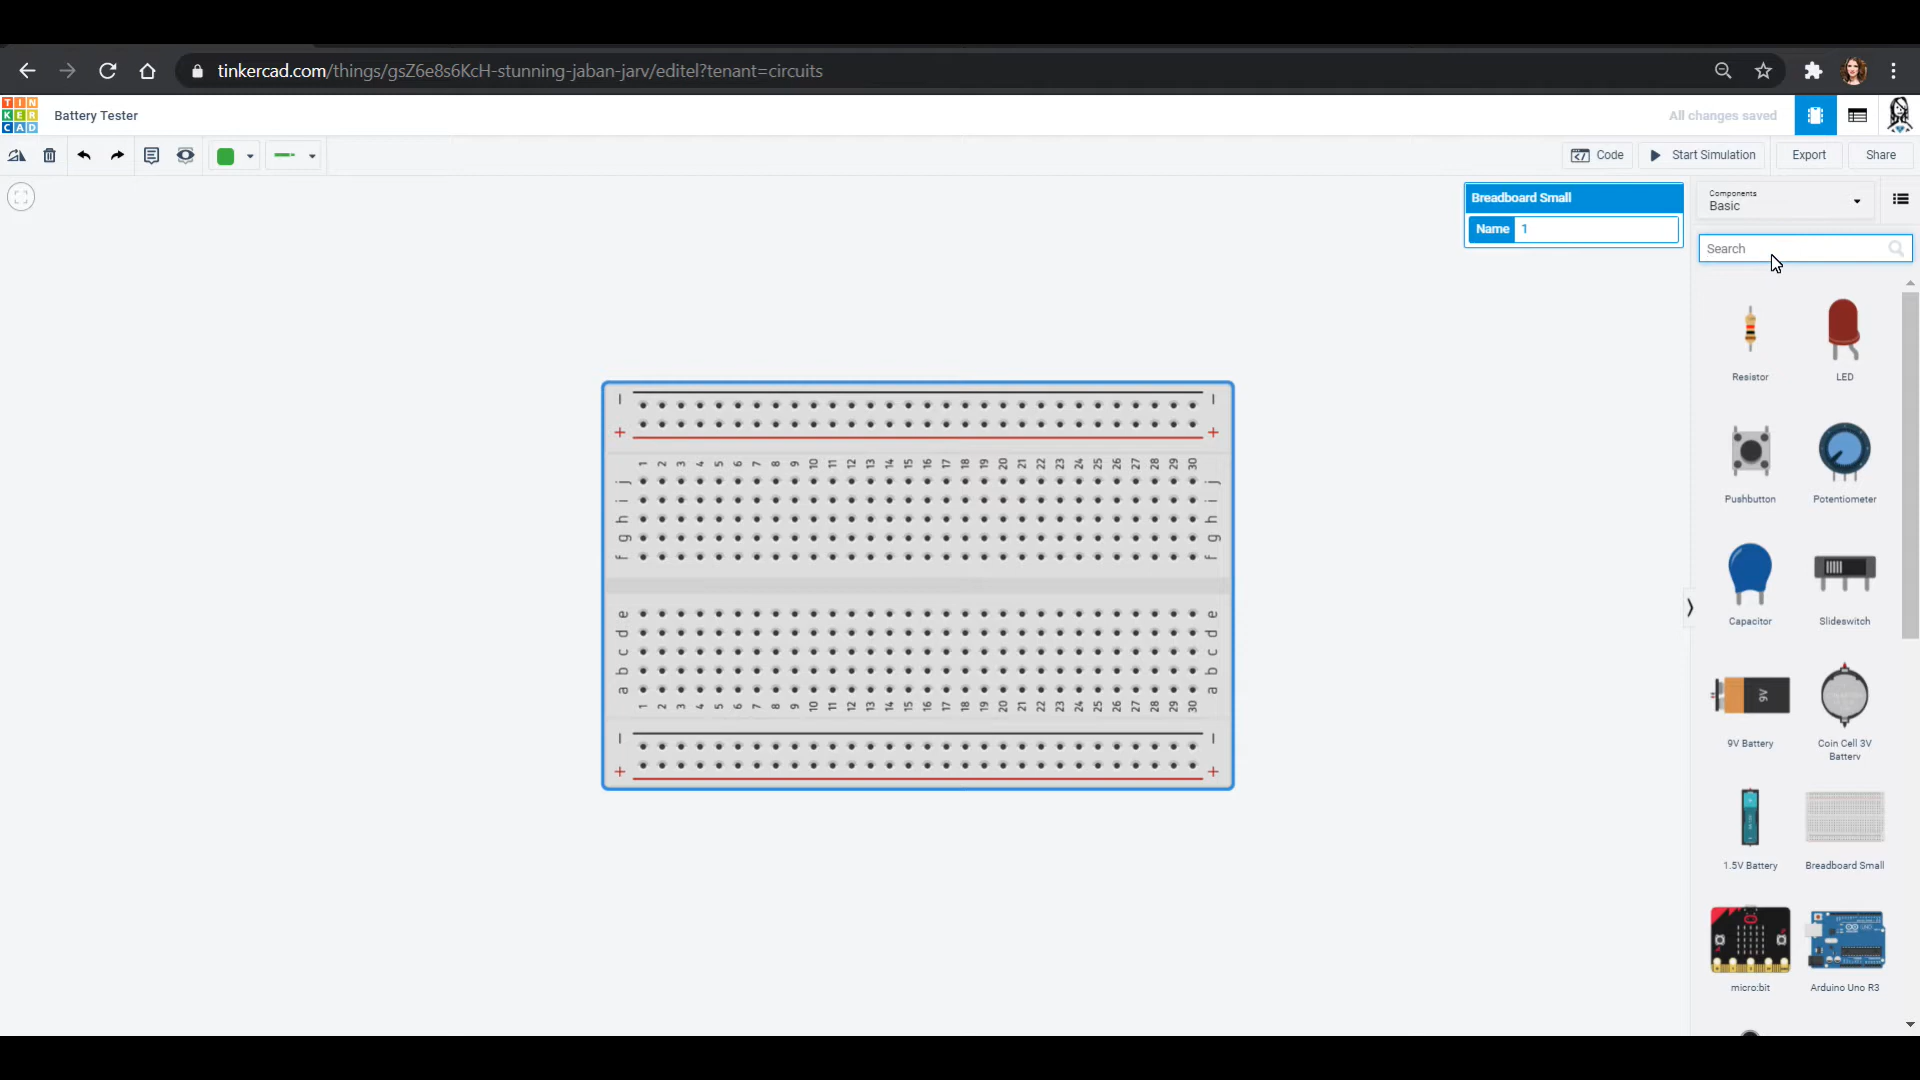 tinkercad.com/things/gsZ6e8s6KcH-stunning-jaban-jarv/editel?tenant=circuits
TIN
KER
CAD
Battery Tester
All changes saved
Code
Start Simulation
Export
Share
Breadboard Small
Name 1
Components
Basic
Search
Resistor
LED
Pushbutton
Potentiometer
Capacitor
Slideswitch
9V
9V Battery
Coin Cell 3V
Battery
1.5V Battery
Breadboard Small
micro:bit
Arduino Uno R3
- -
+ +
1 2 3 4 5 6 7 8 9 10 11 12 13 14 15 16 17 18 19 20 21 22 23 24 25 26 27 28 29 30
j j
i i
h h
g g
f f
e e
d d
c c
b b
a a
1 2 3 4 5 6 7 8 9 10 11 12 13 14 15 16 17 18 19 20 21 22 23 24 25 26 27 28 29 30
- -
+ +